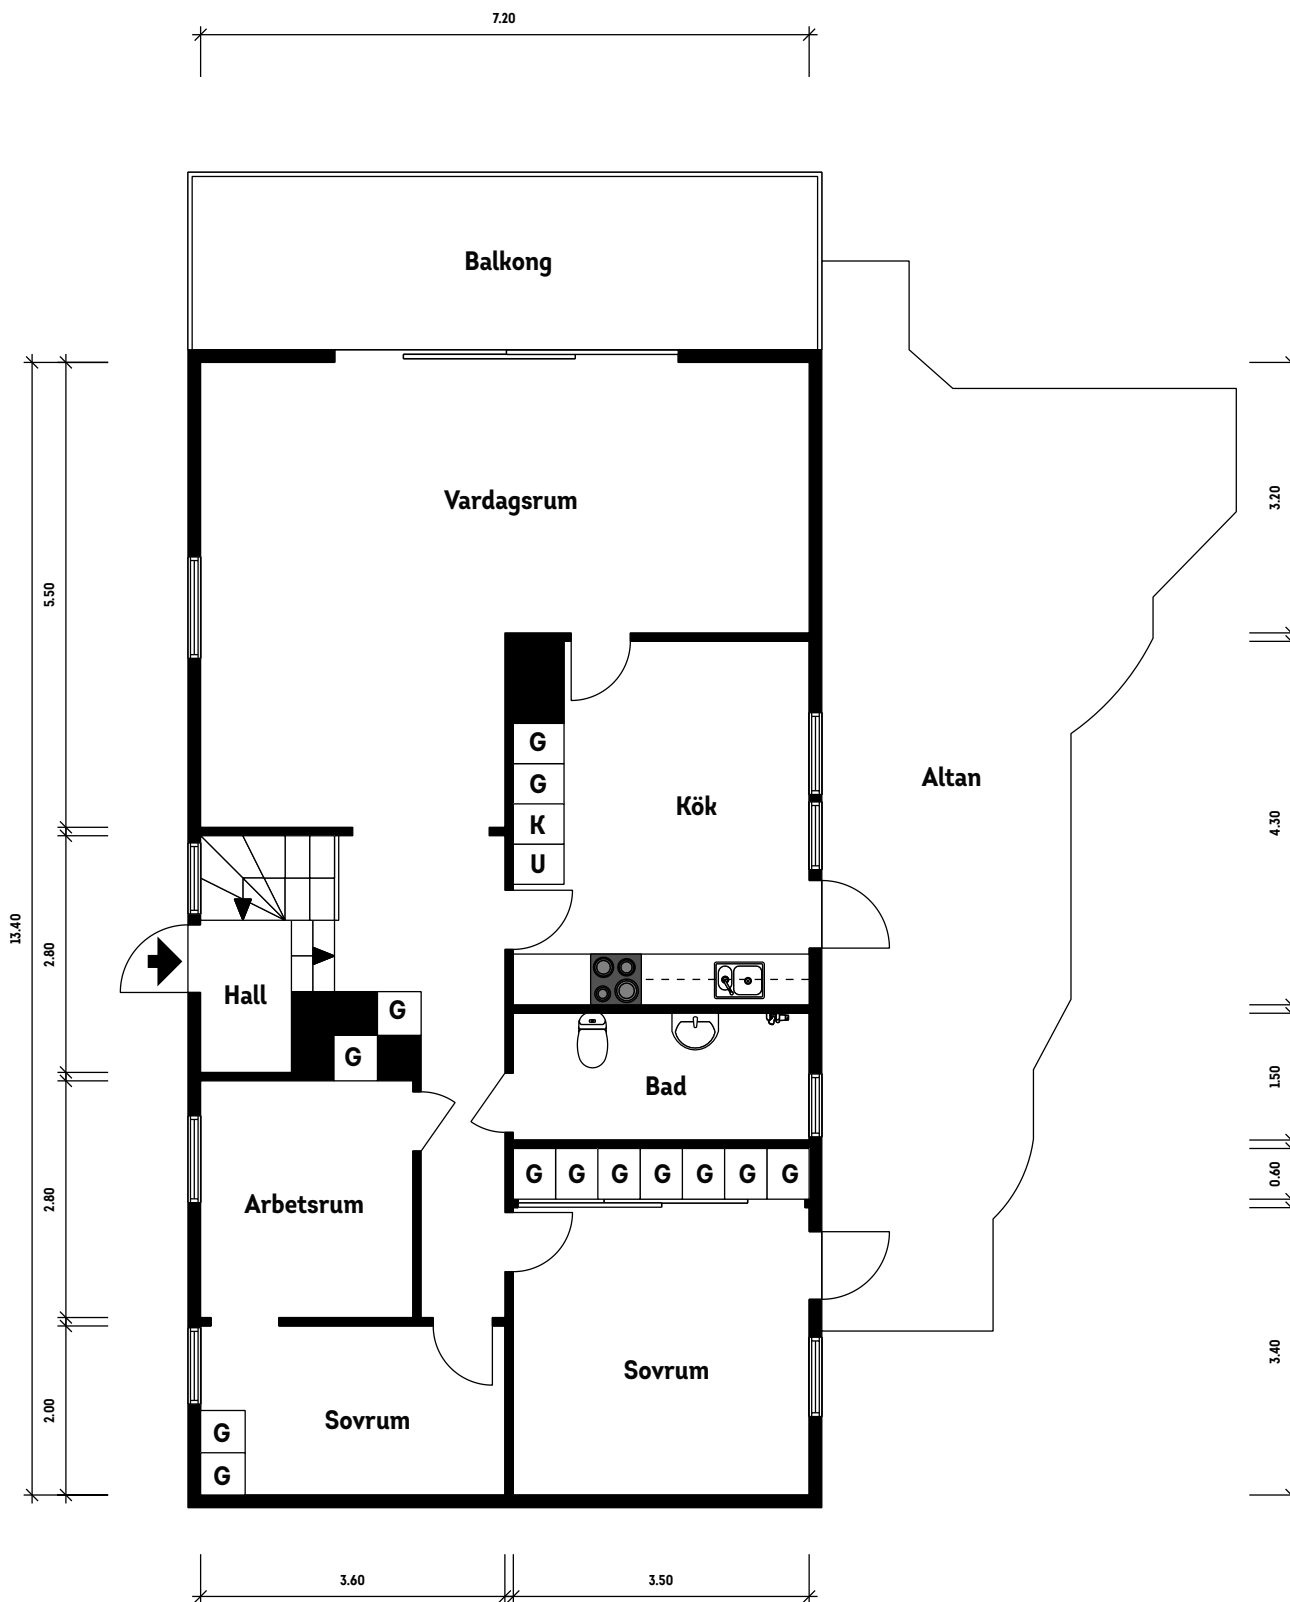 7.20
Balkong
Vardagsrum
3.20
5.50
G
G
K
U
Kök
Altan
4.30
13.40
2.80
Hall
G
G
Bad
1.50
G G G G G G G
0.60
2.80
Arbetsrum
Sovrum
3.40
2.00
Sovrum
G
G
3.60
3.50